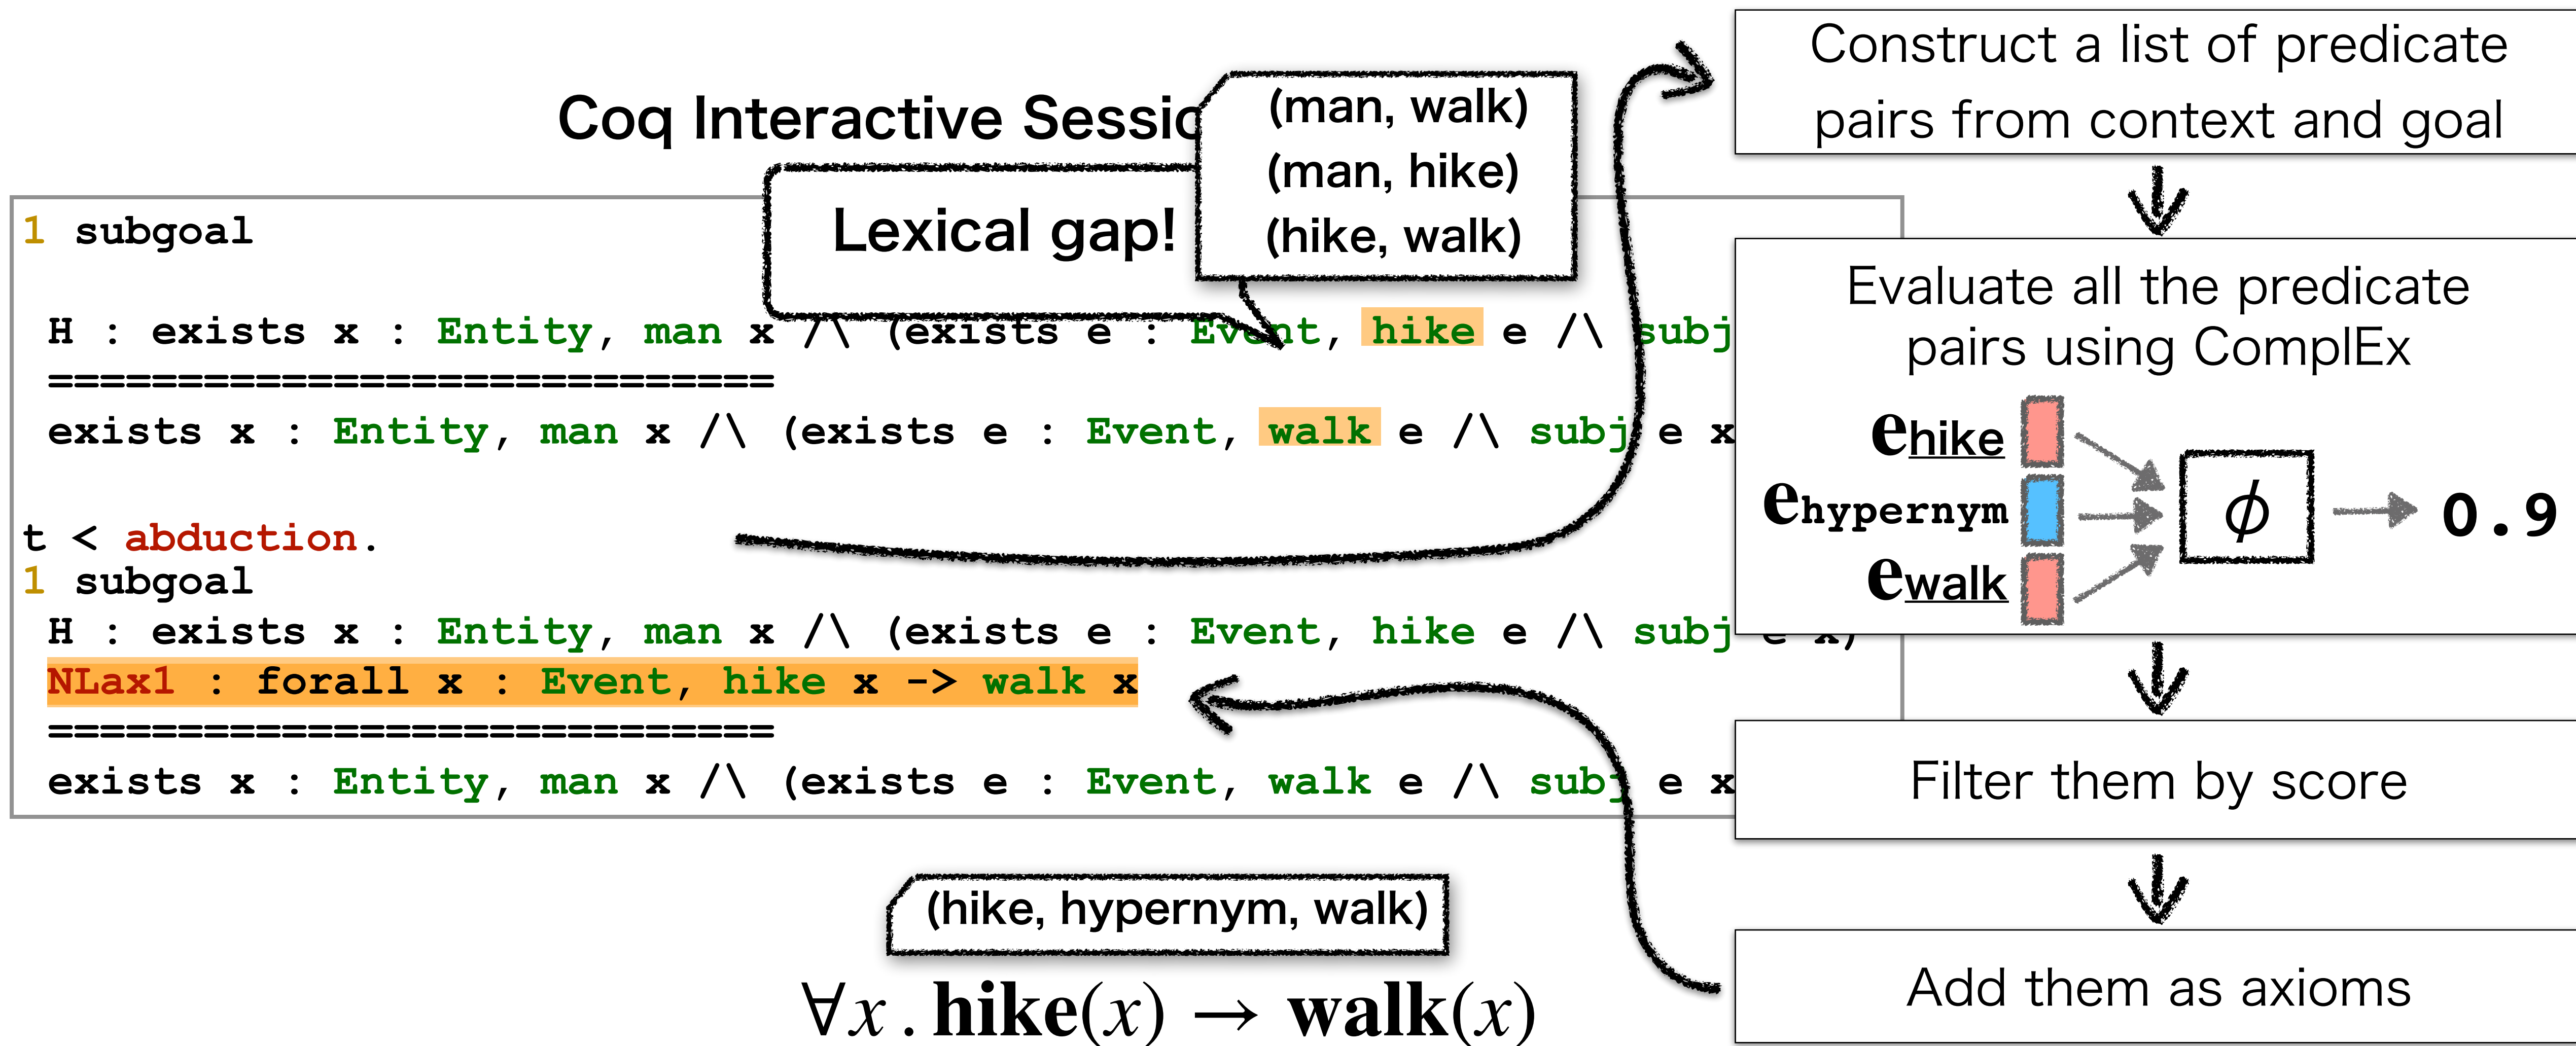 Coq Interactive Sessio
Lexical gap!
(man, walk)
(man, hike)
(hike, walk)
1 subgoal
H : exists x : Entity, man x /\ (exists e : Event, hike e /\ subj
============================
exists x : Entity, man x /\ (exists e : Event, walk e /\ subj e x
t < abduction.
1 subgoal
H : exists x : Entity, man x /\ (exists e : Event, hike e /\ subj e x)
NLax1 : forall x : Event, hike x -> walk x
============================
exists x : Entity, man x /\ (exists e : Event, walk e /\ subj e x
(hike, hypernym, walk)
∀x . hike(x) → walk(x)
Construct a list of predicate
pairs from context and goal
Evaluate all the predicate
pairs using ComplEx
e hike
e hypernym
e walk
ϕ
0.9
Filter them by score
Add them as axioms